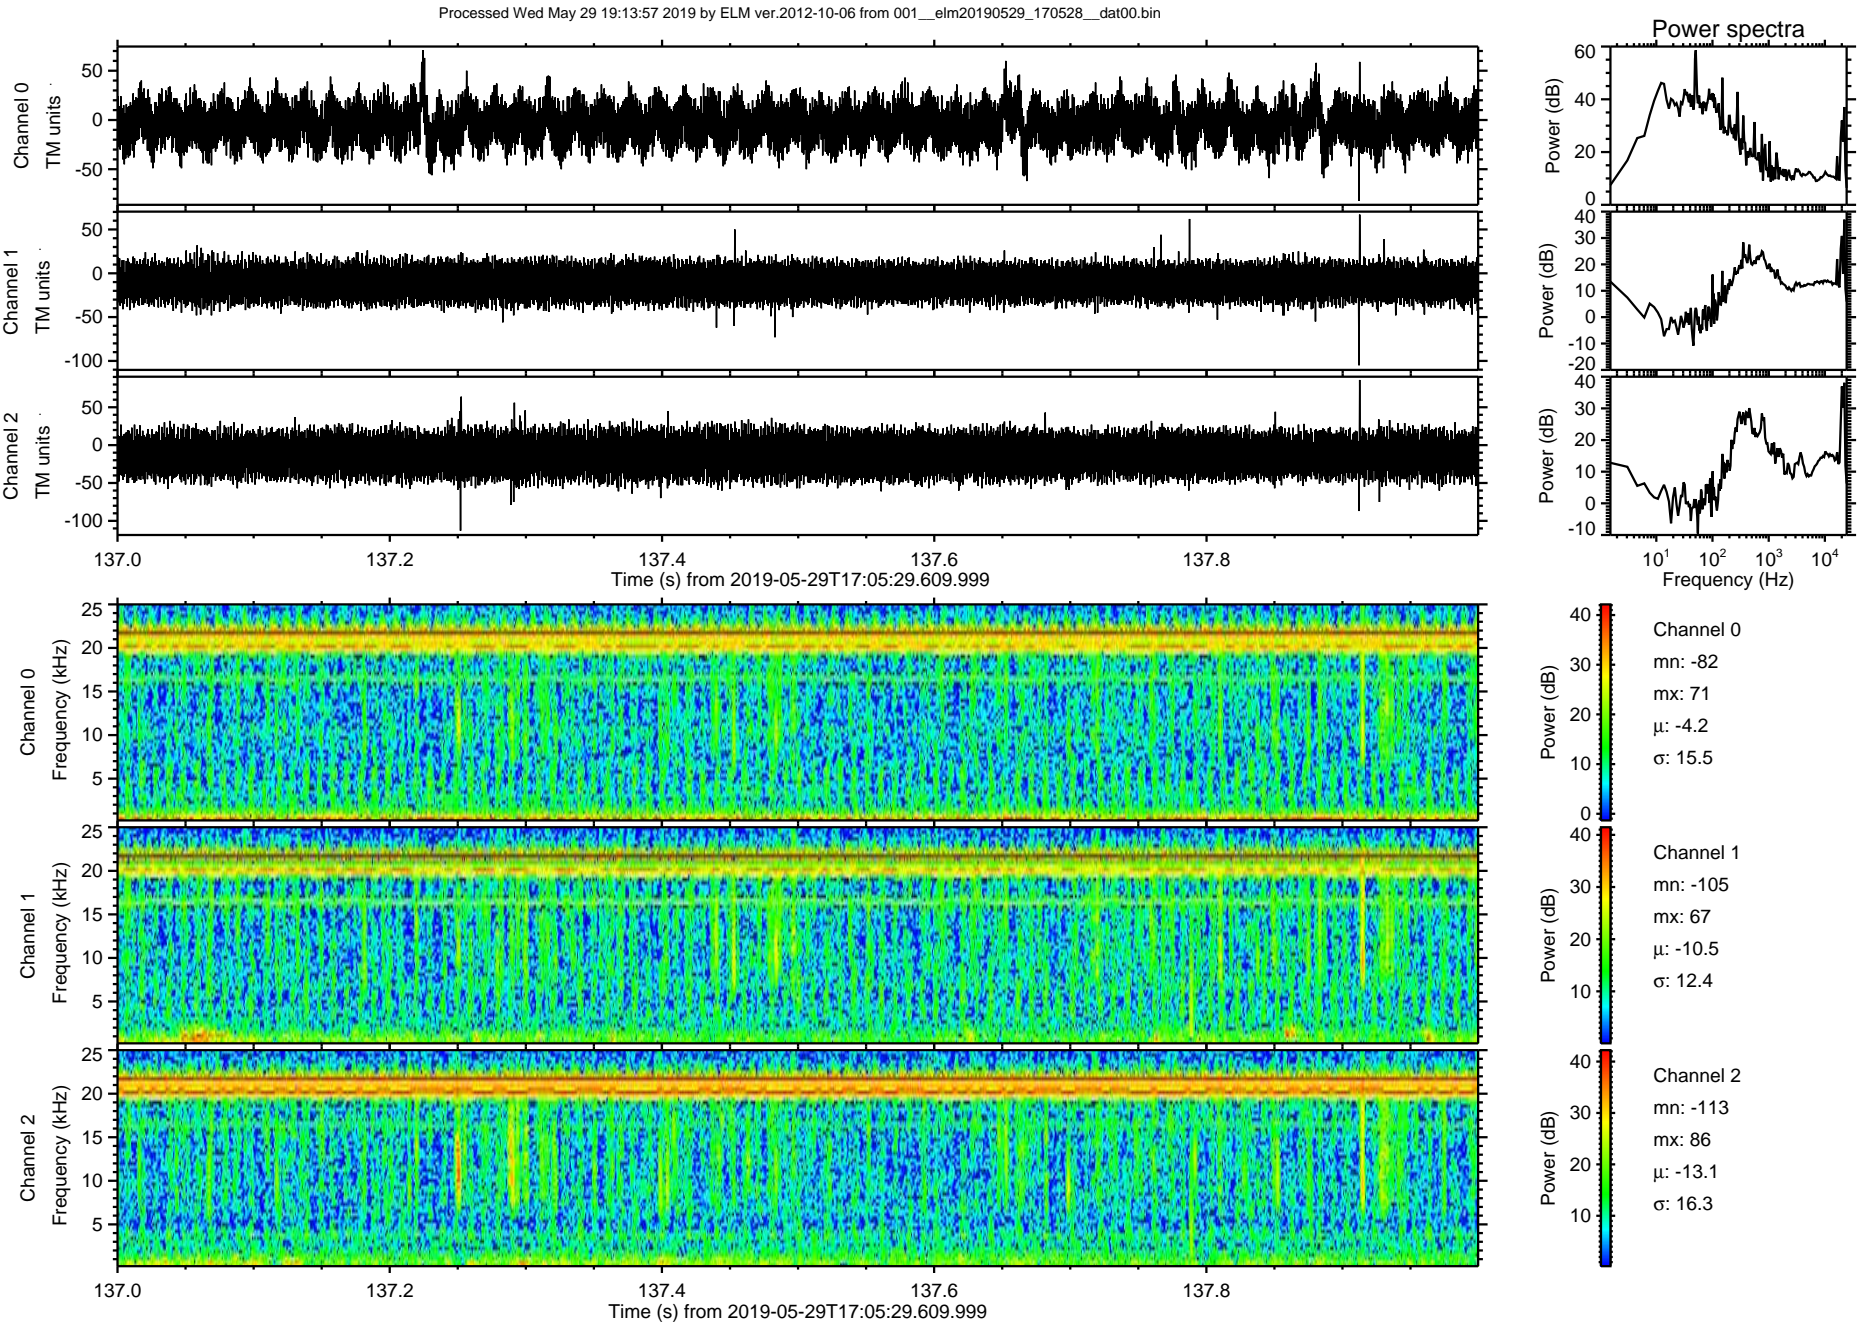 Processed Wed May 29 19:13:57 2019 by ELM ver.2012-10-06 from 001__elm20190529_170528__dat00.bin
Power spectra
Channel 0
TM units
50
0
-50
Power (dB)
60
40
20
0
Channel 1
TM units
50
0
-50
-100
Power (dB)
40
30
20
10
0
-10
-20
Channel 2
TM units
50
0
-50
-100
Power (dB)
40
30
20
10
0
-10
137.0 137.2 137.4 137.6 137.8
Time (s) from 2019-05-29T17:05:29.609.999
10¹ 10² 10³ 10⁴
Frequency (Hz)
Channel 0
Frequency (kHz)
25
20
15
10
5
Power (dB)
40
30
20
10
0
Channel 0
mn: -82
mx: 71
μ: -4.2
σ: 15.5
Channel 1
Frequency (kHz)
25
20
15
10
5
Power (dB)
40
30
20
10
Channel 1
mn: -105
mx: 67
μ: -10.5
σ: 12.4
Channel 2
Frequency (kHz)
25
20
15
10
5
Power (dB)
40
30
20
10
Channel 2
mn: -113
mx: 86
μ: -13.1
σ: 16.3
137.0 137.2 137.4 137.6 137.8
Time (s) from 2019-05-29T17:05:29.609.999